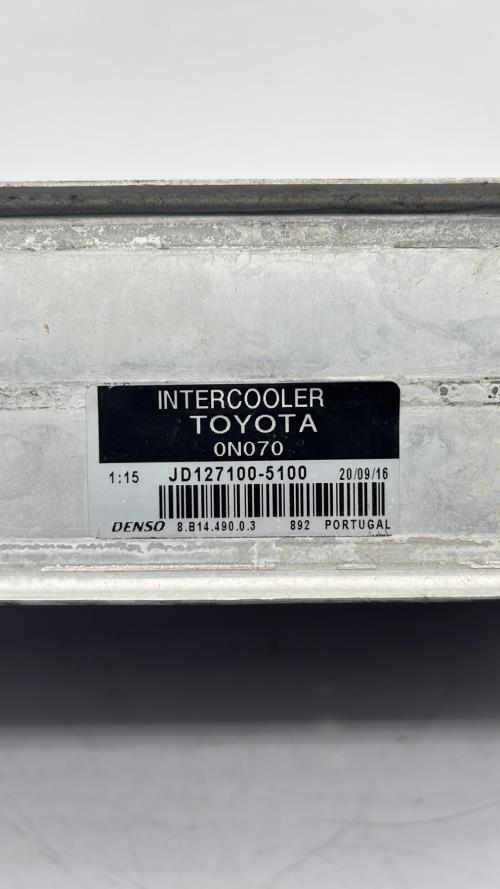 INTERCOOLER
TOYOTA
0N070
1:15 JD127100-5100 20/09/16
DENSO 8.B14.490.0.3 892 PORTUGAL